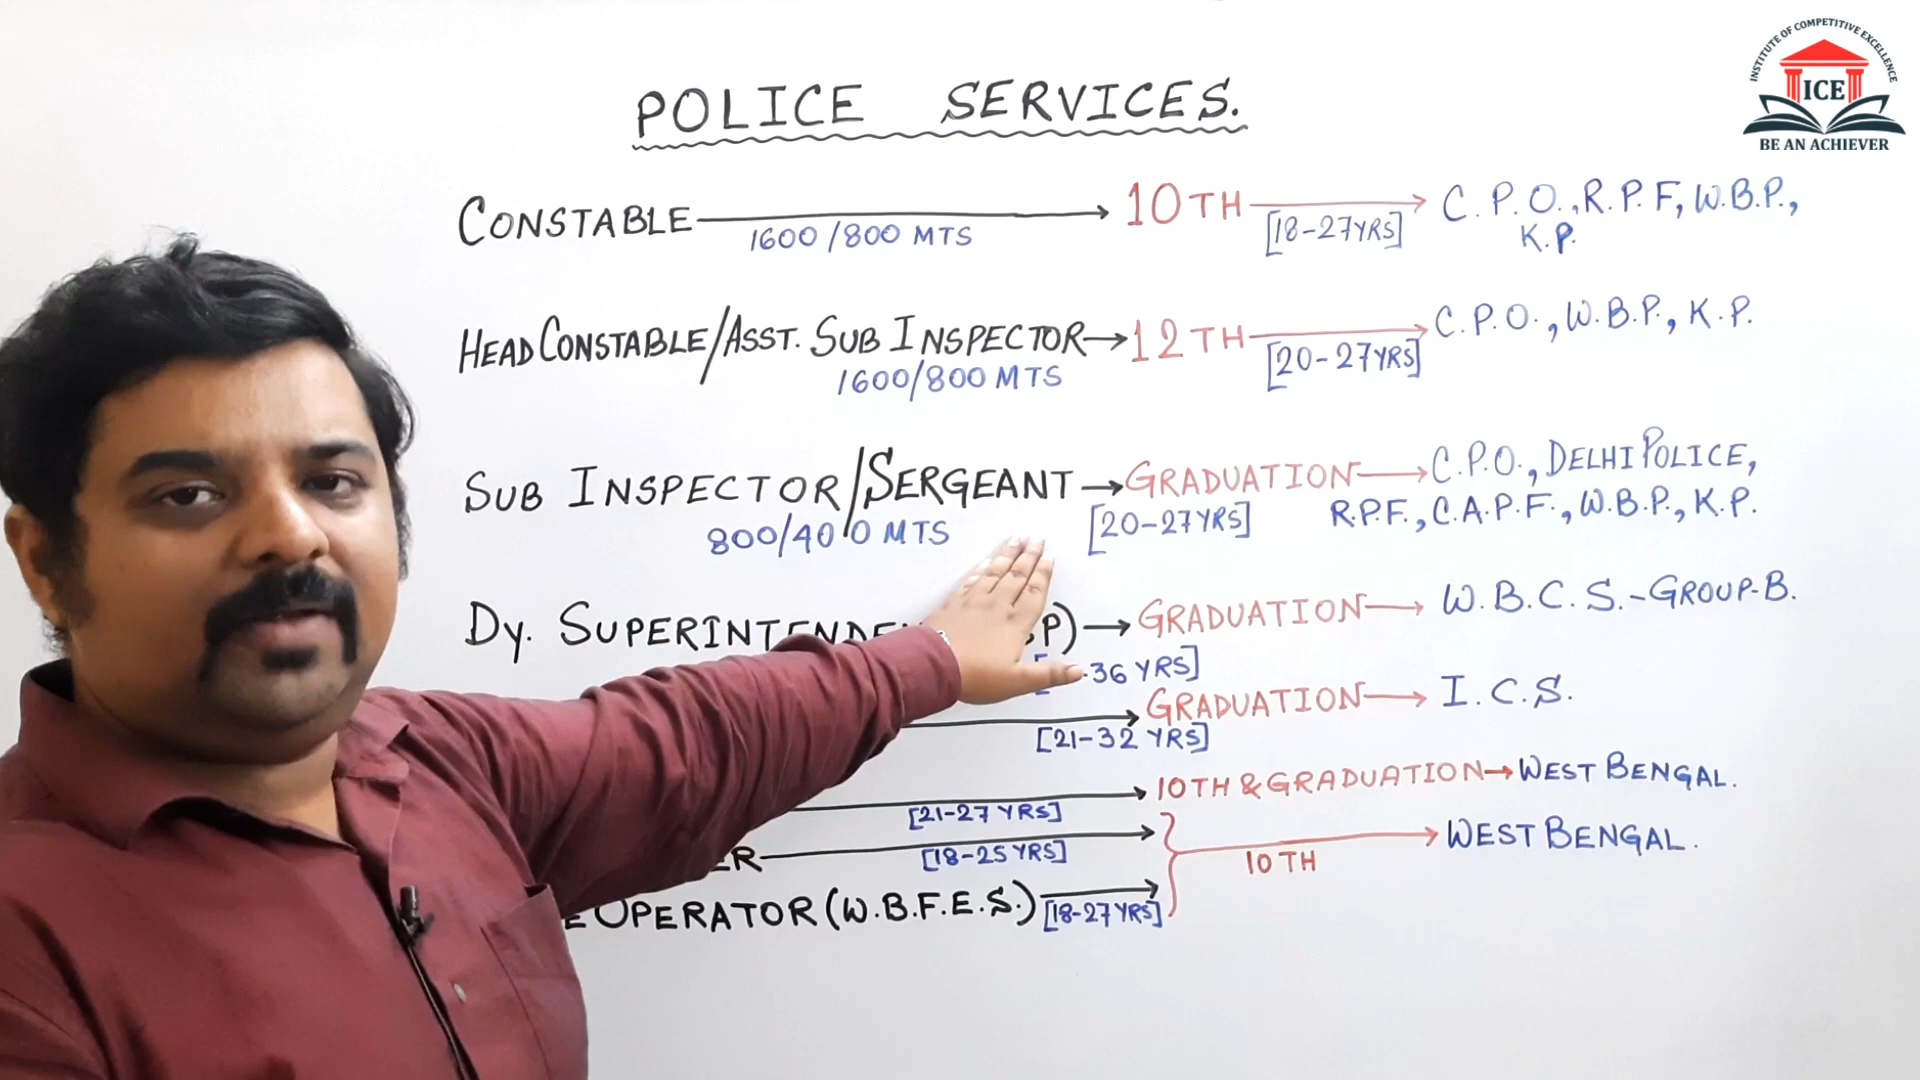 INSTITUTE OF COMPETITIVE EXCELLENCE
ICE
BE AN ACHIEVER
POLICE SERVICES.
CONSTABLE 10TH C.P.O., R.P.F, W.B.P.,
1600/800 MTS [18-27YRS] K.P.
HEAD CONSTABLE/ASST. SUB INSPECTOR 12TH C.P.O., W.B.P., K.P.
1600/800 MTS [20-27YRS]
SUB INSPECTOR/SERGEANT GRADUATION C.P.O., DELHI POLICE,
800/400 MTS [20-27YRS] R.P.F., C.A.P.F., W.B.P., K.P.
Dy. GRADUATION W.B.C.S.-GROUP-B.
36 YRS]
GRADUATION I.C.S.
[21-32 YRS]
10TH & GRADUATION WEST BENGAL.
[21-27 YRS]
WEST BENGAL.
[18-25 YRS] 10TH
OPERATOR (W.B.F.E.S.) [18-27YRS]